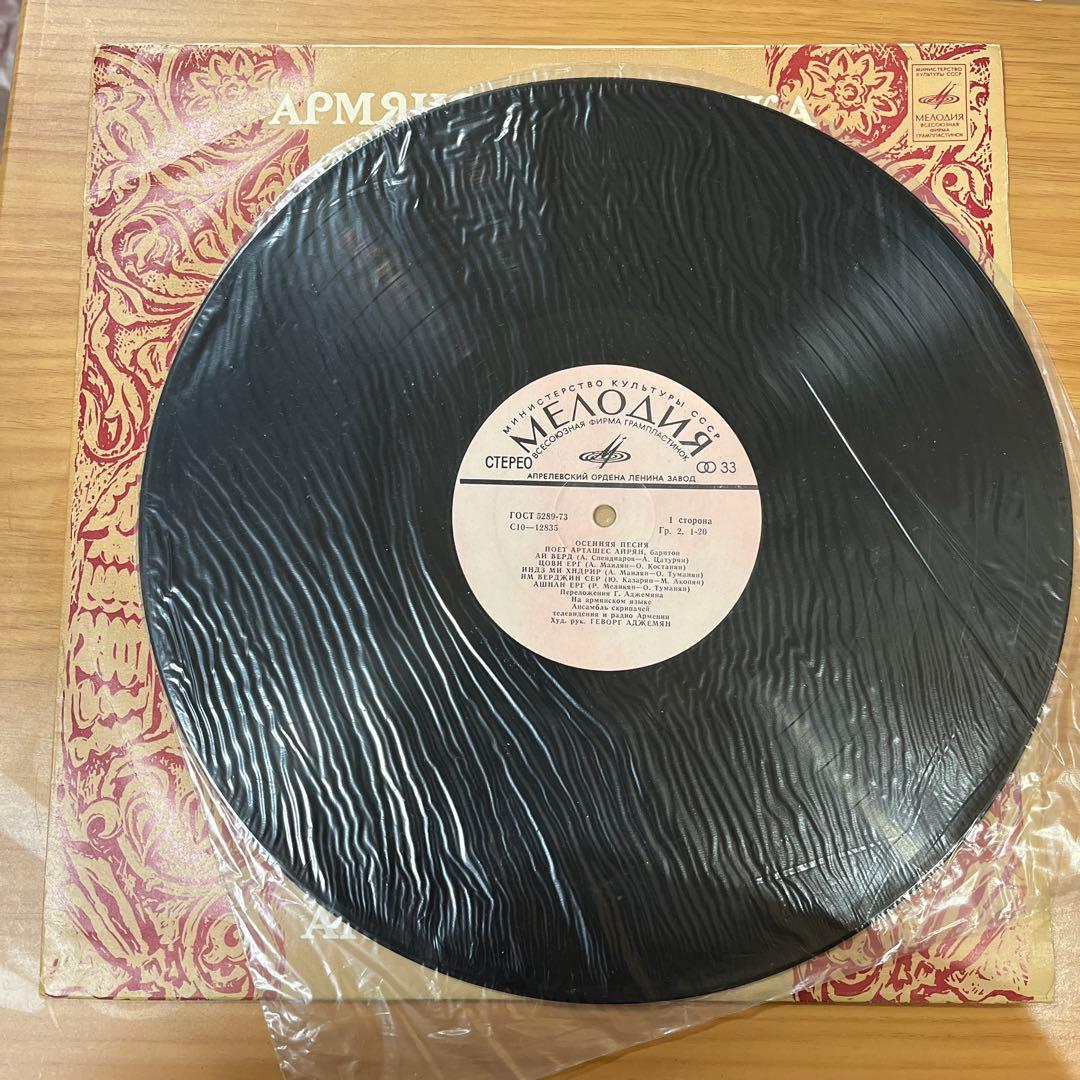 АРМЯН
КА
МИНИСТЕРСТВО
КУЛЬТУРЫ СССР
МЕЛОДИЯ
ВСЕСОЮЗНАЯ
ФИРМА
ГРАМПЛАСТИНОК
МИНИСТЕРСТВО КУЛЬТУРЫ СССР
МЕЛОДИЯ
ВСЕСОЮЗНАЯ ФИРМА ГРАМПЛАСТИНОК
СТЕРЕО
33
АПРЕЛЕВСКИЙ ОРДЕНА ЛЕНИНА ЗАВОД
ГОСТ 5289-73
С10—12835
1 сторона
Гр. 2. 1-20
ОСЕННЯЯ ПЕСНЯ
ПОЕТ АРТАШЕС АЙРЯН, баритон
АЙ ВЕРД (А. Спендиаров—А. Цатурян)
ЦОВИ ЕРГ (А. Маилян—О. Костанян)
ИНДЗ МИ ХНДРИР (А. Маилян—О. Туманян)
ИМ ВЕРДЖИН СЕР (Ю. Казарян—М. Акопян)
АШНАН ЕРГ (Р. Меликян—О. Туманян)
Переложения Г. Аджемяна
На армянском языке
Ансамбль скрипачей
телевидения и радио Армении
Худ. рук. ГЕВОРГ АДЖЕМЯН